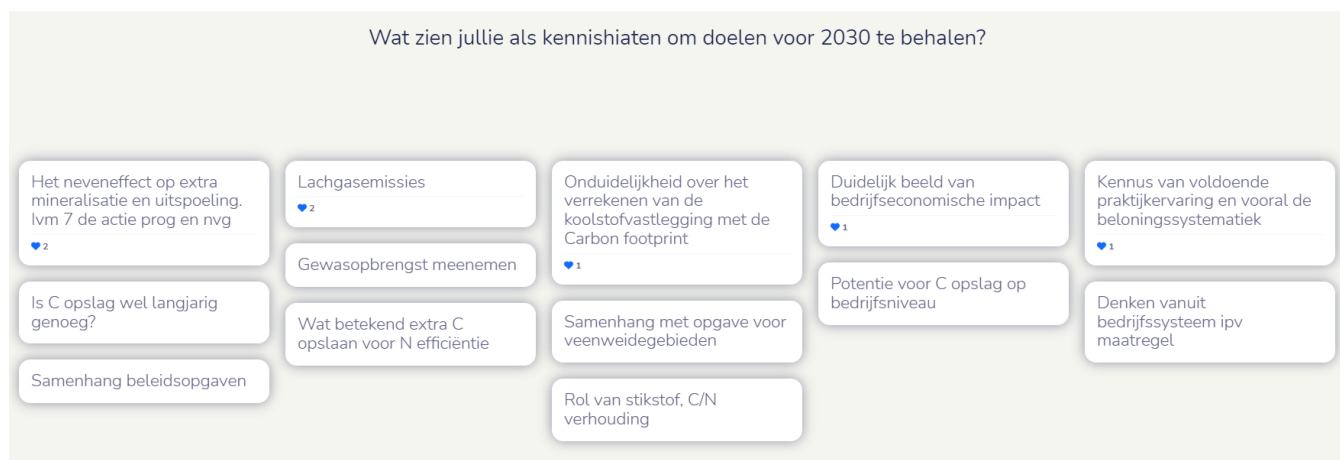 Wat zien jullie als kennishiaten om doelen voor 2030 te behalen?
Het neveneffect op extra
mineralisatie en uitspoeling.
Ivm 7 de actie prog en nvg
2
Is C opslag wel langjarig
genoeg?
Samenhang beleidsopgaven
Lachgasemissies
2
Gewasopbrengst meenemen
Wat betekend extra C
opslaan voor N efficiëntie
Onduidelijkheid over het
verrekenen van de
koolstofvastlegging met de
Carbon footprint
1
Samenhang met opgave voor
veenweidegebieden
Rol van stikstof, C/N
verhouding
Duidelijk beeld van
bedrijfseconomische impact
1
Potentie voor C opslag op
bedrijfsniveau
Kennus van voldoende
praktijkervaring en vooral de
beloningssystematiek
1
Denken vanuit
bedrijfssysteem ipv
maatregel